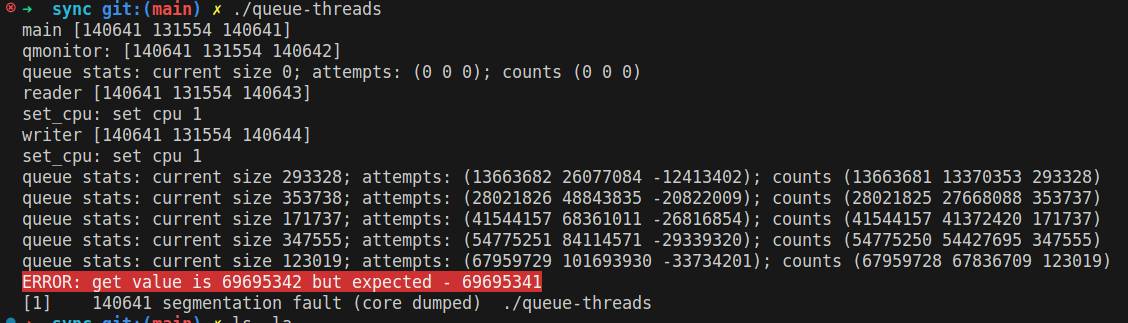 ➜ sync git:(main) ✗ ./queue-threads
main [140641 131554 140641]
qmonitor: [140641 131554 140642]
queue stats: current size 0; attempts: (0 0 0); counts (0 0 0)
reader [140641 131554 140643]
set_cpu: set cpu 1
writer [140641 131554 140644]
set_cpu: set cpu 1
queue stats: current size 293328; attempts: (13663682 26077084 -12413402); counts (13663681 13370353 293328)
queue stats: current size 353738; attempts: (28021826 48843835 -20822009); counts (28021825 27668088 353737)
queue stats: current size 171737; attempts: (41544157 68361011 -26816854); counts (41544157 41372420 171737)
queue stats: current size 347555; attempts: (54775251 84114571 -29339320); counts (54775250 54427695 347555)
queue stats: current size 123019; attempts: (67959729 101693930 -33734201); counts (67959728 67836709 123019)
ERROR: get value is 69695342 but expected - 69695341
[1] 140641 segmentation fault (core dumped) ./queue-threads
sync git:(main) ✗